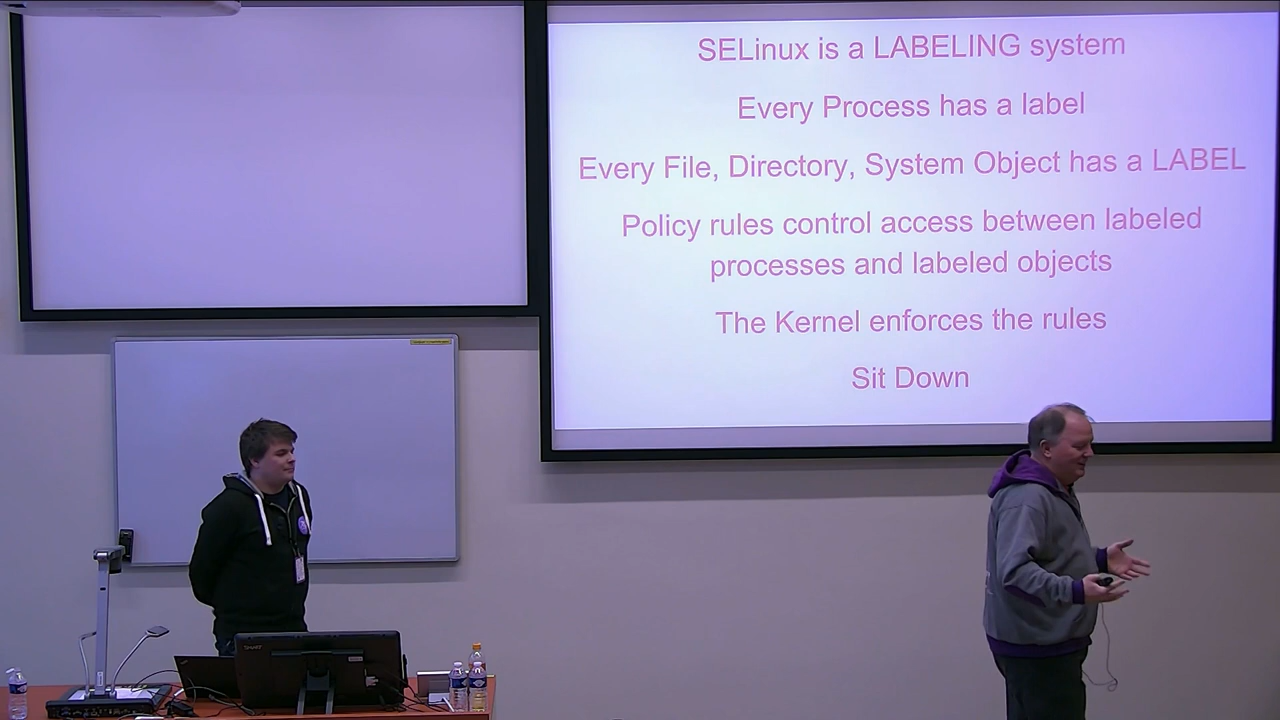 SELinux is a LABELING system
Every Process has a label
Every File, Directory, System Object has a LABEL
Policy rules control access between labeled
processes and labeled objects
The Kernel enforces the rules
Sit Down
SMART